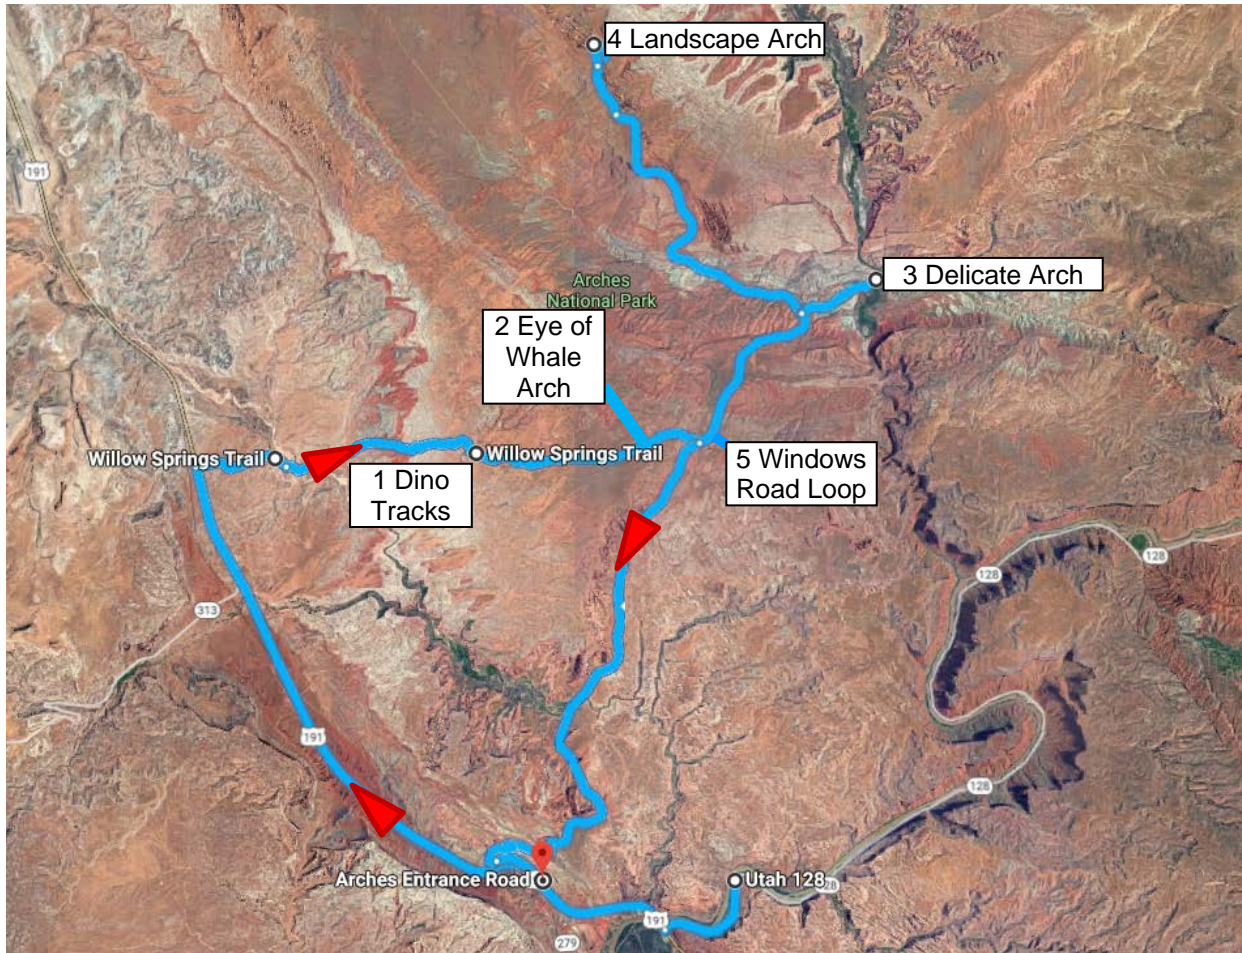 4 Landscape Arch
191
3 Delicate Arch
Arches
National Park
2 Eye of
Whale
Arch
Willow Springs Trail
Willow Springs Trail
5 Windows
Road Loop
1 Dino
Tracks
128
128
313
191
128
Arches Entrance Road
Utah 128
28
191
279